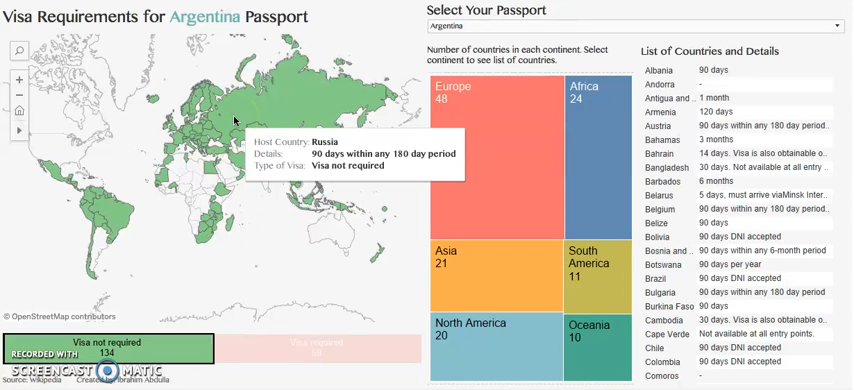 Visa Requirements for Argentina Passport
Select Your Passport
Argentina
Number of countries in each continent. Select
continent to see list of countries.
List of Countries and Details
Host Country: Russia
Details: 90 days within any 180 day period
Type of Visa: Visa not required
Europe
48
Africa
24
Asia
21
South
America
11
North America
20
Oceania
10
Albania 90 days
Andorra -
Antigua and .. 1 month
Armenia 120 days
Austria 90 days within any 180 day period..
Bahamas 3 months
Bahrain 14 days. Visa is also obtainable o..
Bangladesh 30 days. Not available at all entry ..
Barbados 6 months
Belarus 5 days, must arrive viaMinsk Inter..
Belgium 90 days within any 180 day period..
Belize 90 days
Bolivia 90 days DNI accepted
Bosnia and .. 90 days within any 6-month period
Botswana 90 days per year
Brazil 90 days DNI accepted
Bulgaria 90 days within any 180 day period..
Burkina Faso 90 days
Cambodia 30 days. Visa is also obtainable o..
Cape Verde Not available at all entry points.
Chile 90 days DNI accepted
Colombia 90 days DNI accepted
Comoros -
© OpenStreetMap contributors
Visa not required
134
Visa required
59
RECORDED WITH
SCREENCAST MATIC
Source: Wikipedia Created by Ibrahim Abdulla